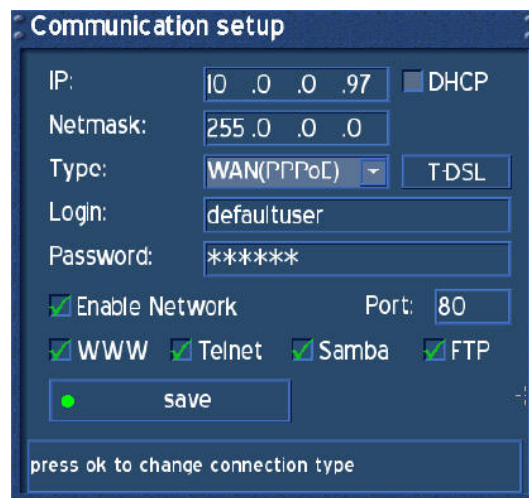 Communication setup
IP: 10 .0 .0 .97 DHCP
Netmask: 255 .0 .0 .0
Type: WAN(PPPoE) T-DSL
Login: defaultuser
Password: ******
Enable Network Port: 80
WWW Telnet Samba FTP
save
press ok to change connection type